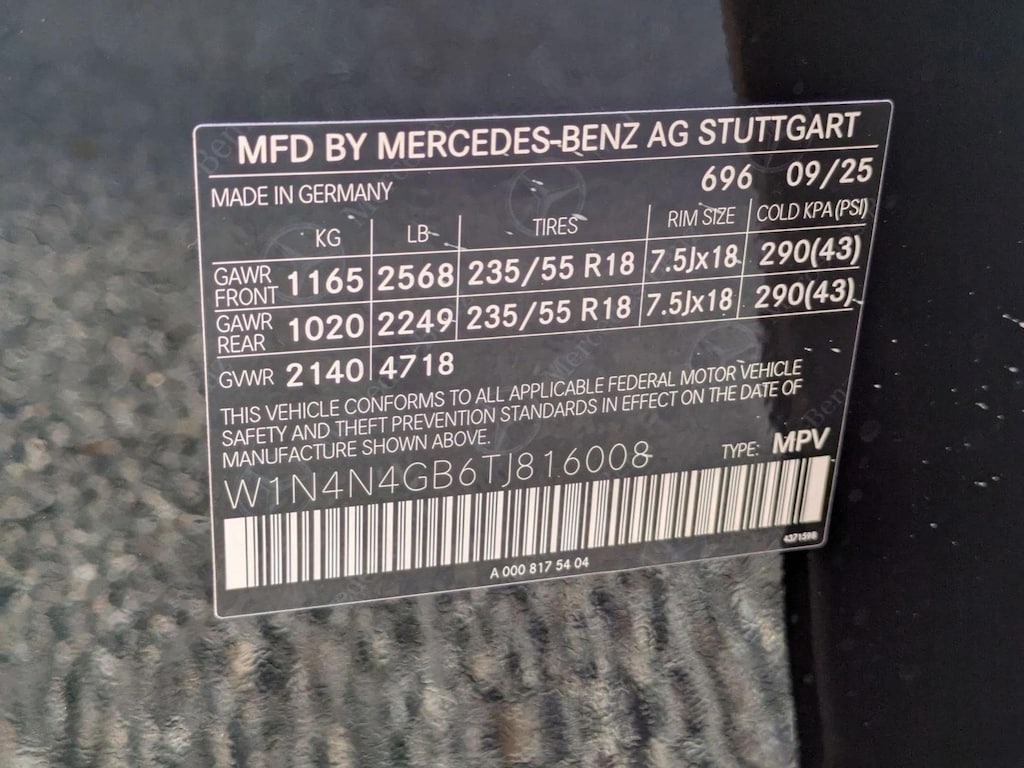 MFD BY MERCEDES-BENZ AG STUTTGART
MADE IN GERMANY 696 09/25
KG LB TIRES RIM SIZE COLD KPA (PSI)
GAWR FRONT 1165 2568 235/55 R18 7.5Jx18 290(43)
GAWR REAR 1020 2249 235/55 R18 7.5Jx18 290(43)
GVWR 2140 4718
THIS VEHICLE CONFORMS TO ALL APPLICABLE FEDERAL MOTOR VEHICLE
SAFETY AND THEFT PREVENTION STANDARDS IN EFFECT ON THE DATE OF
MANUFACTURE SHOWN ABOVE.
W1N4N4GB6TJ816008 TYPE: MPV
A 000 817 54 04
4371598